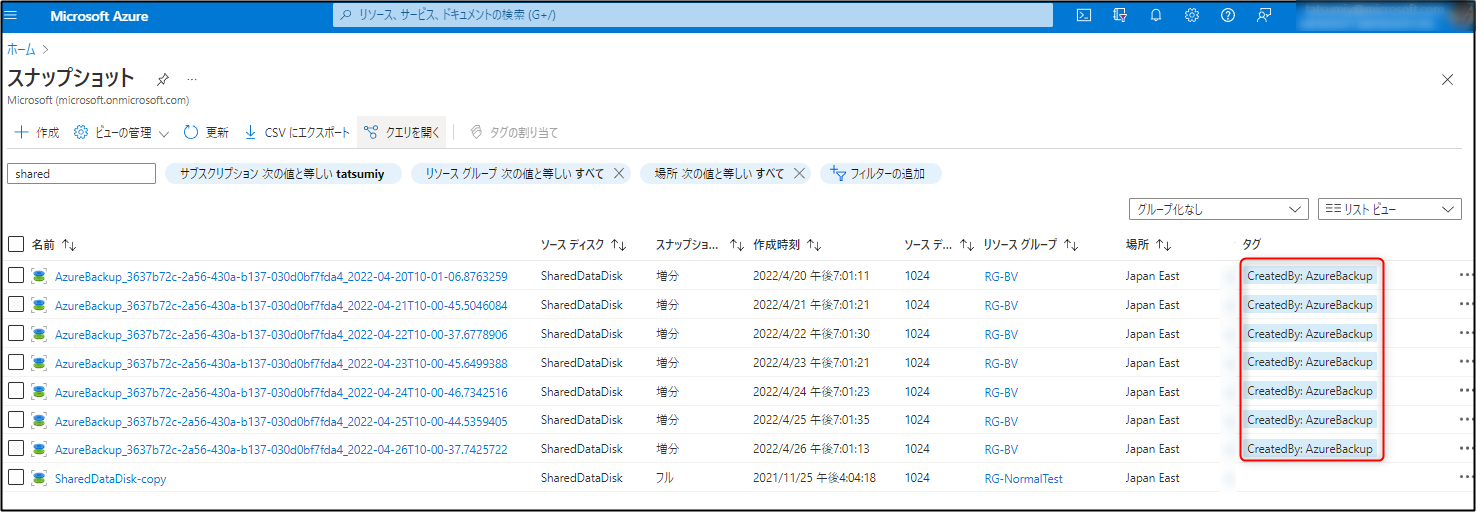 Microsoft Azure
リソース、サービス、ドキュメントの検索 (G+/)
ホーム
スナップショット
Microsoft (microsoft.onmicrosoft.com)
作成 ビューの管理 更新 CSV にエクスポート クエリを開く タグの割り当て
shared サブスクリプション 次の値と等しい tatsumiy リソース グループ 次の値と等しい すべて 場所 次の値と等しい すべて フィルターの追加
グループ化なし リスト ビュー
名前 ソース ディスク スナップショ... 作成時刻 ソース デ... リソース グループ 場所 タグ
AzureBackup_3637b72c-2a56-430a-b137-030d0bf7fda4_2022-04-20T10-01-06.8763259 SharedDataDisk 増分 2022/4/20 午後7:01:11 1024 RG-BV Japan East CreatedBy: AzureBackup
AzureBackup_3637b72c-2a56-430a-b137-030d0bf7fda4_2022-04-21T10-00-45.5046084 SharedDataDisk 増分 2022/4/21 午後7:01:21 1024 RG-BV Japan East CreatedBy: AzureBackup
AzureBackup_3637b72c-2a56-430a-b137-030d0bf7fda4_2022-04-22T10-00-37.6778906 SharedDataDisk 増分 2022/4/22 午後7:01:30 1024 RG-BV Japan East CreatedBy: AzureBackup
AzureBackup_3637b72c-2a56-430a-b137-030d0bf7fda4_2022-04-23T10-00-45.6499388 SharedDataDisk 増分 2022/4/23 午後7:01:21 1024 RG-BV Japan East CreatedBy: AzureBackup
AzureBackup_3637b72c-2a56-430a-b137-030d0bf7fda4_2022-04-24T10-00-46.7342516 SharedDataDisk 増分 2022/4/24 午後7:01:23 1024 RG-BV Japan East CreatedBy: AzureBackup
AzureBackup_3637b72c-2a56-430a-b137-030d0bf7fda4_2022-04-25T10-00-44.5359405 SharedDataDisk 増分 2022/4/25 午後7:01:35 1024 RG-BV Japan East CreatedBy: AzureBackup
AzureBackup_3637b72c-2a56-430a-b137-030d0bf7fda4_2022-04-26T10-00-37.7425722 SharedDataDisk 増分 2022/4/26 午後7:01:13 1024 RG-BV Japan East CreatedBy: AzureBackup
SharedDataDisk-copy SharedDataDisk フル 2021/11/25 午後4:04:18 1024 RG-NormalTest Japan East